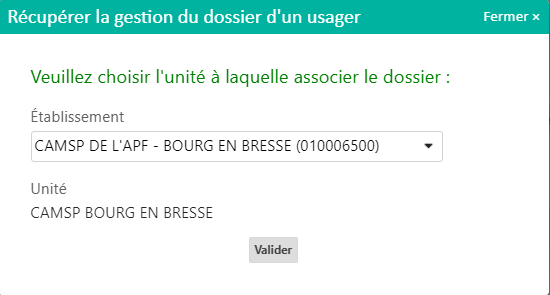 Récupérer la gestion du dossier d'un usager
Fermer ×
Veuillez choisir l'unité à laquelle associer le dossier :
Établissement
CAMSP DE L'APF - BOURG EN BRESSE (010006500)
Unité
CAMSP BOURG EN BRESSE
Valider